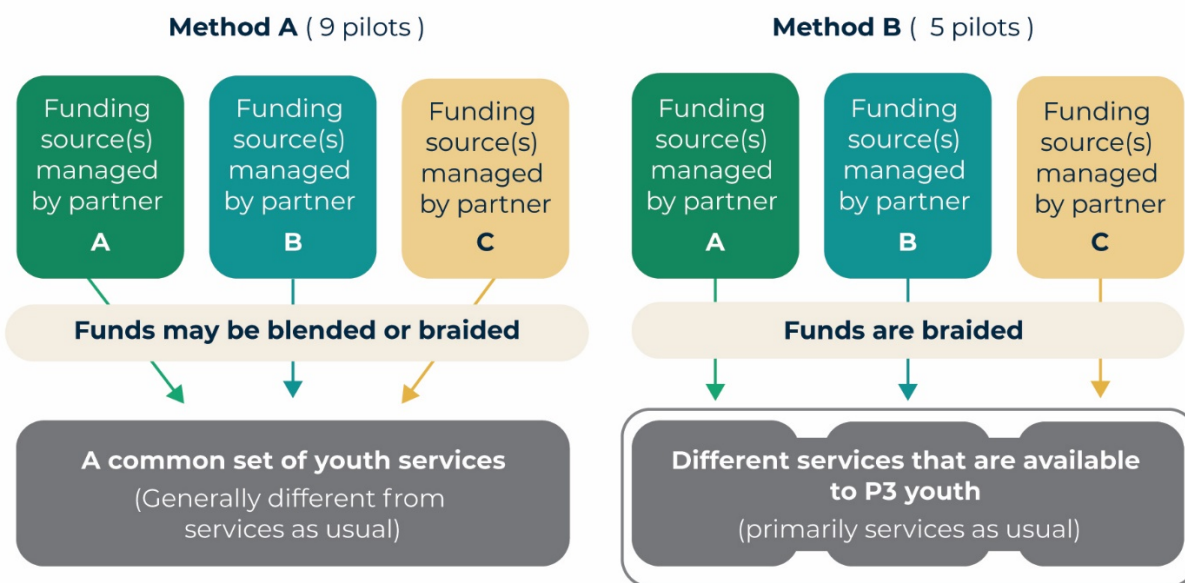 Method A ( 9 pilots )
Funding
source(s)
managed
by partner
A
Funding
source(s)
managed
by partner
B
Funding
source(s)
managed
by partner
C
Funds may be blended or braided
A common set of youth services
(Generally different from
services as usual)
Method B ( 5 pilots )
Funding
source(s)
managed
by partner
A
Funding
source(s)
managed
by partner
B
Funding
source(s)
managed
by partner
C
Funds are braided
Different services that are available
to P3 youth
(primarily services as usual)